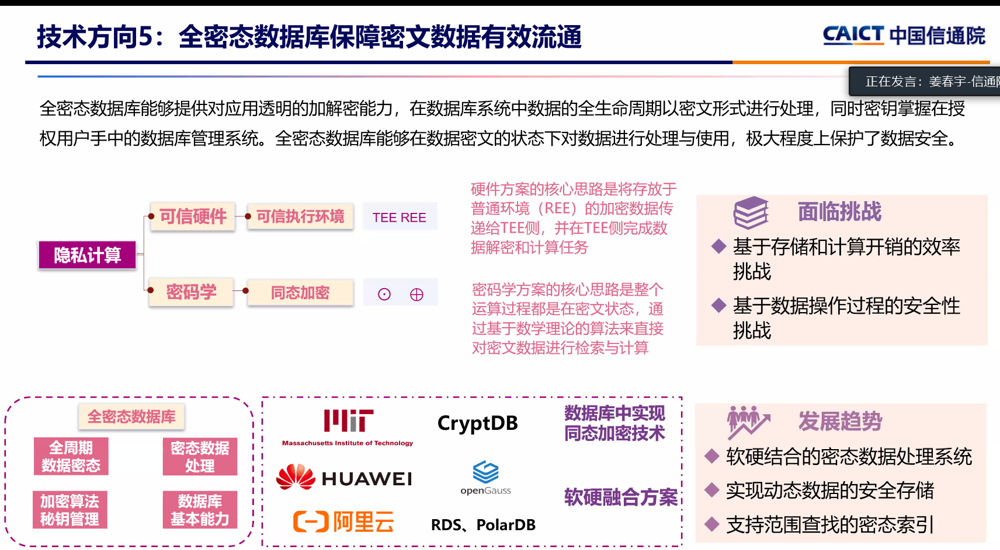 技术方向5：全密态数据库保障密文数据有效流通
CAICT 中国信通院
正在发言：姜春宇-信通
全密态数据库能够提供对应用透明的加解密能力，在数据库系统中数据的全生命周期以密文形式进行处理，同时密钥掌握在授
权用户手中的数据库管理系统。全密态数据库能够在数据密文的状态下对数据进行处理与使用，极大程度上保护了数据安全。
隐私计算
可信硬件
可信执行环境
TEE REE
密码学
同态加密
⊙ ⊕
硬件方案的核心思路是将存放于
普通环境（REE）的加密数据传
递给TEE侧，并在TEE侧完成数
据解密和计算任务
密码学方案的核心思路是整个
运算过程都是在密文状态，通
过基于数学理论的算法来直接
对密文数据进行检索与计算
面临挑战
基于存储和计算开销的效率
挑战
基于数据操作过程的安全性
挑战
全密态数据库
全周期
数据密态
密态数据
处理
加密算法
秘钥管理
数据库
基本能力
MIT
Massachusetts Institute of Technology
CryptDB
数据库中实现
同态加密技术
HUAWEI
openGauss
软硬融合方案
阿里云
RDS、PolarDB
发展趋势
软硬结合的密态数据处理系统
实现动态数据的安全存储
支持范围查找的密态索引